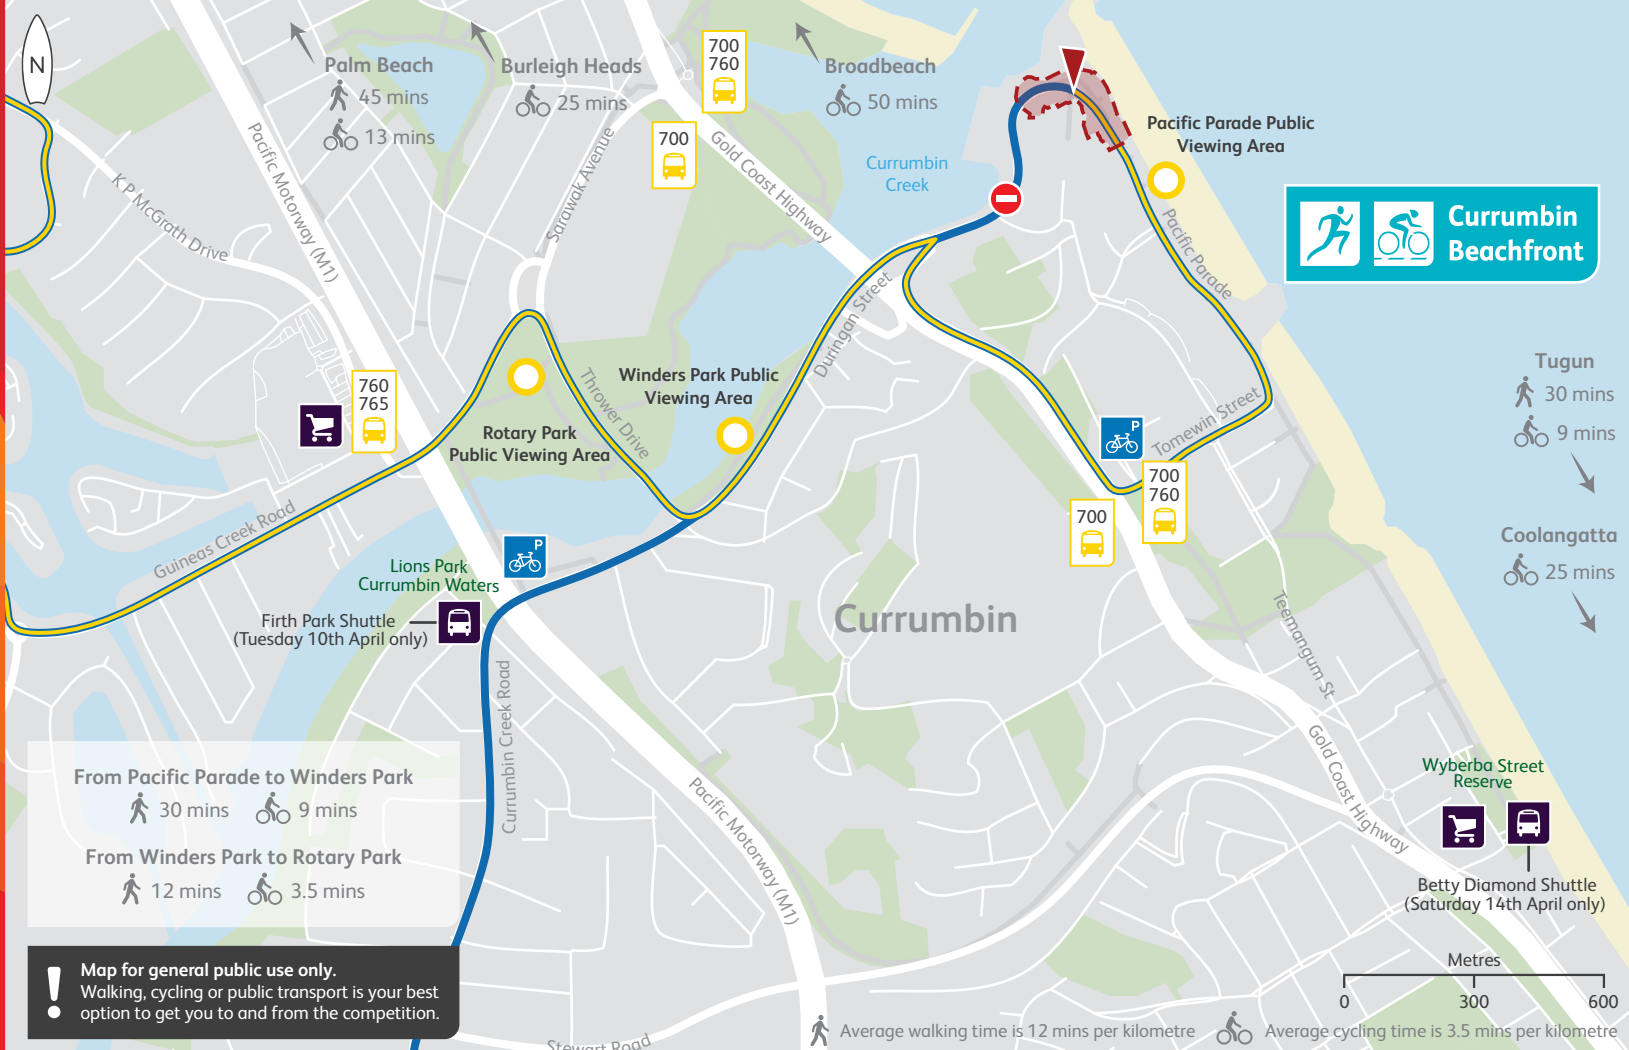 N
Palm Beach
45 mins
13 mins
Burleigh Heads
25 mins
700
760
Broadbeach
50 mins
700
Pacific Motorway (M1)
K P McGrath Drive
Sarawak Avenue
Gold Coast Highway
Currumbin
Creek
Pacific Parade Public
Viewing Area
Pacific Parade
Currumbin
Beachfront
Duringan Street
Thrower Drive
Winders Park Public
Viewing Area
760
765
Rotary Park
Public Viewing Area
Tugun
30 mins
9 mins
P
Tomewin Street
700
760
700
Guineas Creek Road
P
Lions Park
Currumbin Waters
Firth Park Shuttle
(Tuesday 10th April only)
Coolangatta
25 mins
Currumbin
Teemangum St
Currumbin Creek Road
Gold Coast Highway
Pacific Motorway (M1)
Wyberba Street
Reserve
Betty Diamond Shuttle
(Saturday 14th April only)
From Pacific Parade to Winders Park
30 mins
9 mins
From Winders Park to Rotary Park
12 mins
3.5 mins
! Map for general public use only.
Walking, cycling or public transport is your best
option to get you to and from the competition.
Metres
0
300
600
Stewart Road
Average walking time is 12 mins per kilometre
Average cycling time is 3.5 mins per kilometre